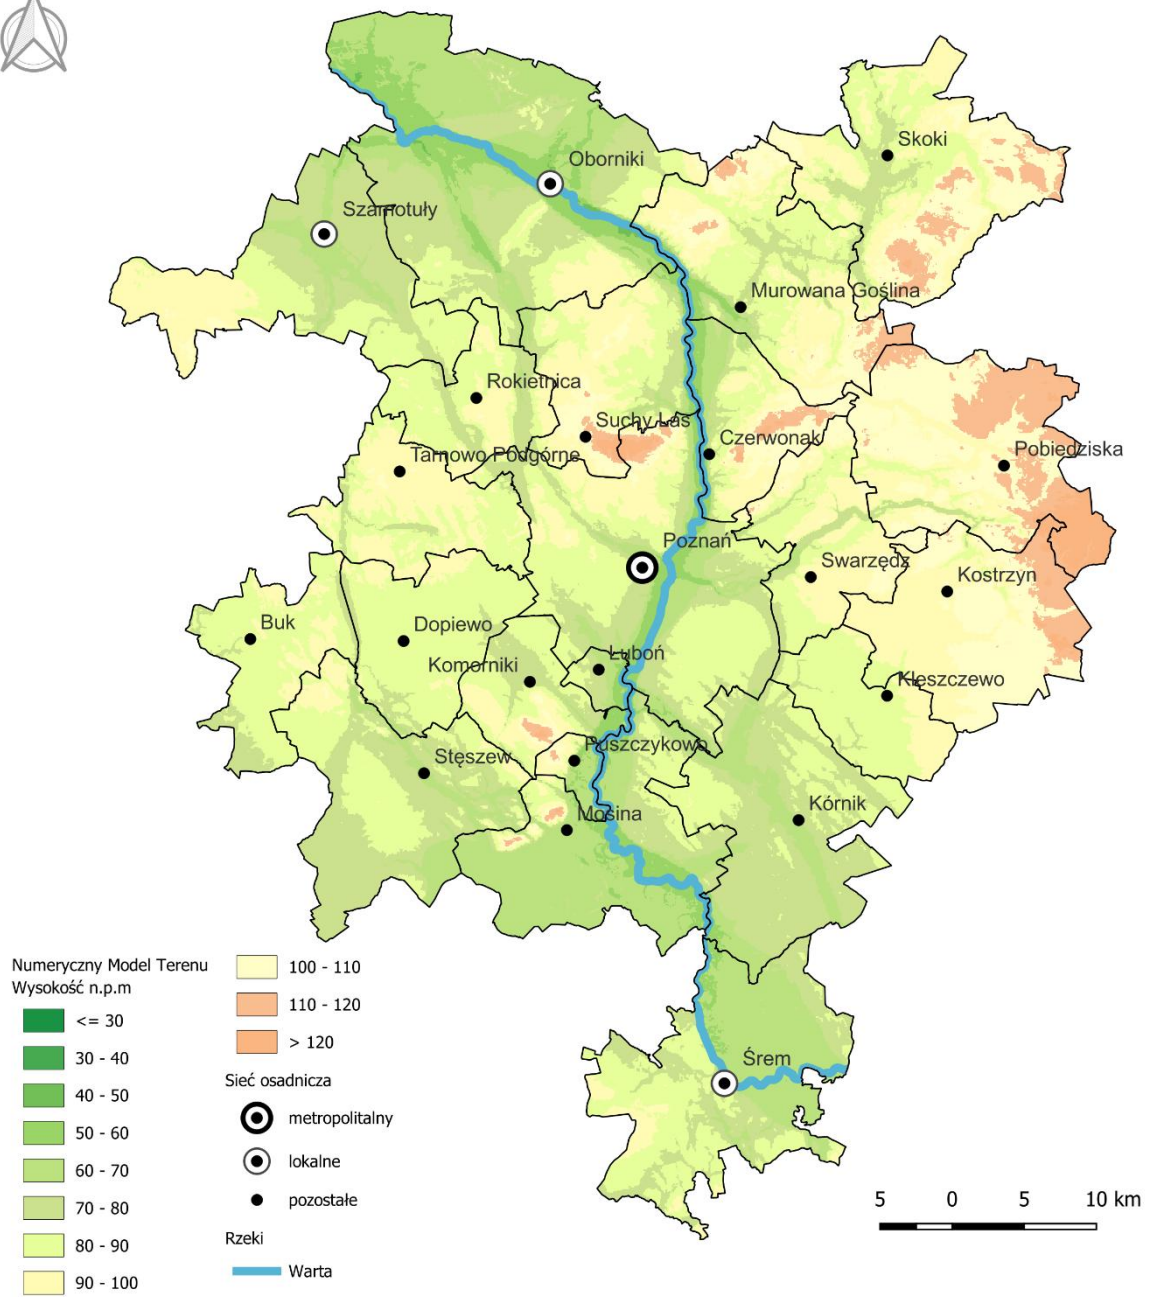 Oborniki
Skoki
Szamotuły
Murowana Goślina
Rokietnica
Suchy Las
Czerwonak
Tarnowo Podgórne
Pobiedziska
Poznań
Swarzędz
Kostrzyn
Buk
Dopiewo
Komorniki
Luboń
Kleszczewo
Puszczykowo
Stęszew
Mosina
Kórnik
Śrem
Numeryczny Model Terenu
Wysokość n.p.m
<= 30
30 - 40
40 - 50
50 - 60
60 - 70
70 - 80
80 - 90
90 - 100
100 - 110
110 - 120
> 120
Sieć osadnicza
metropolitalny
lokalne
pozostałe
Rzeki
Warta
5 0 5 10 km